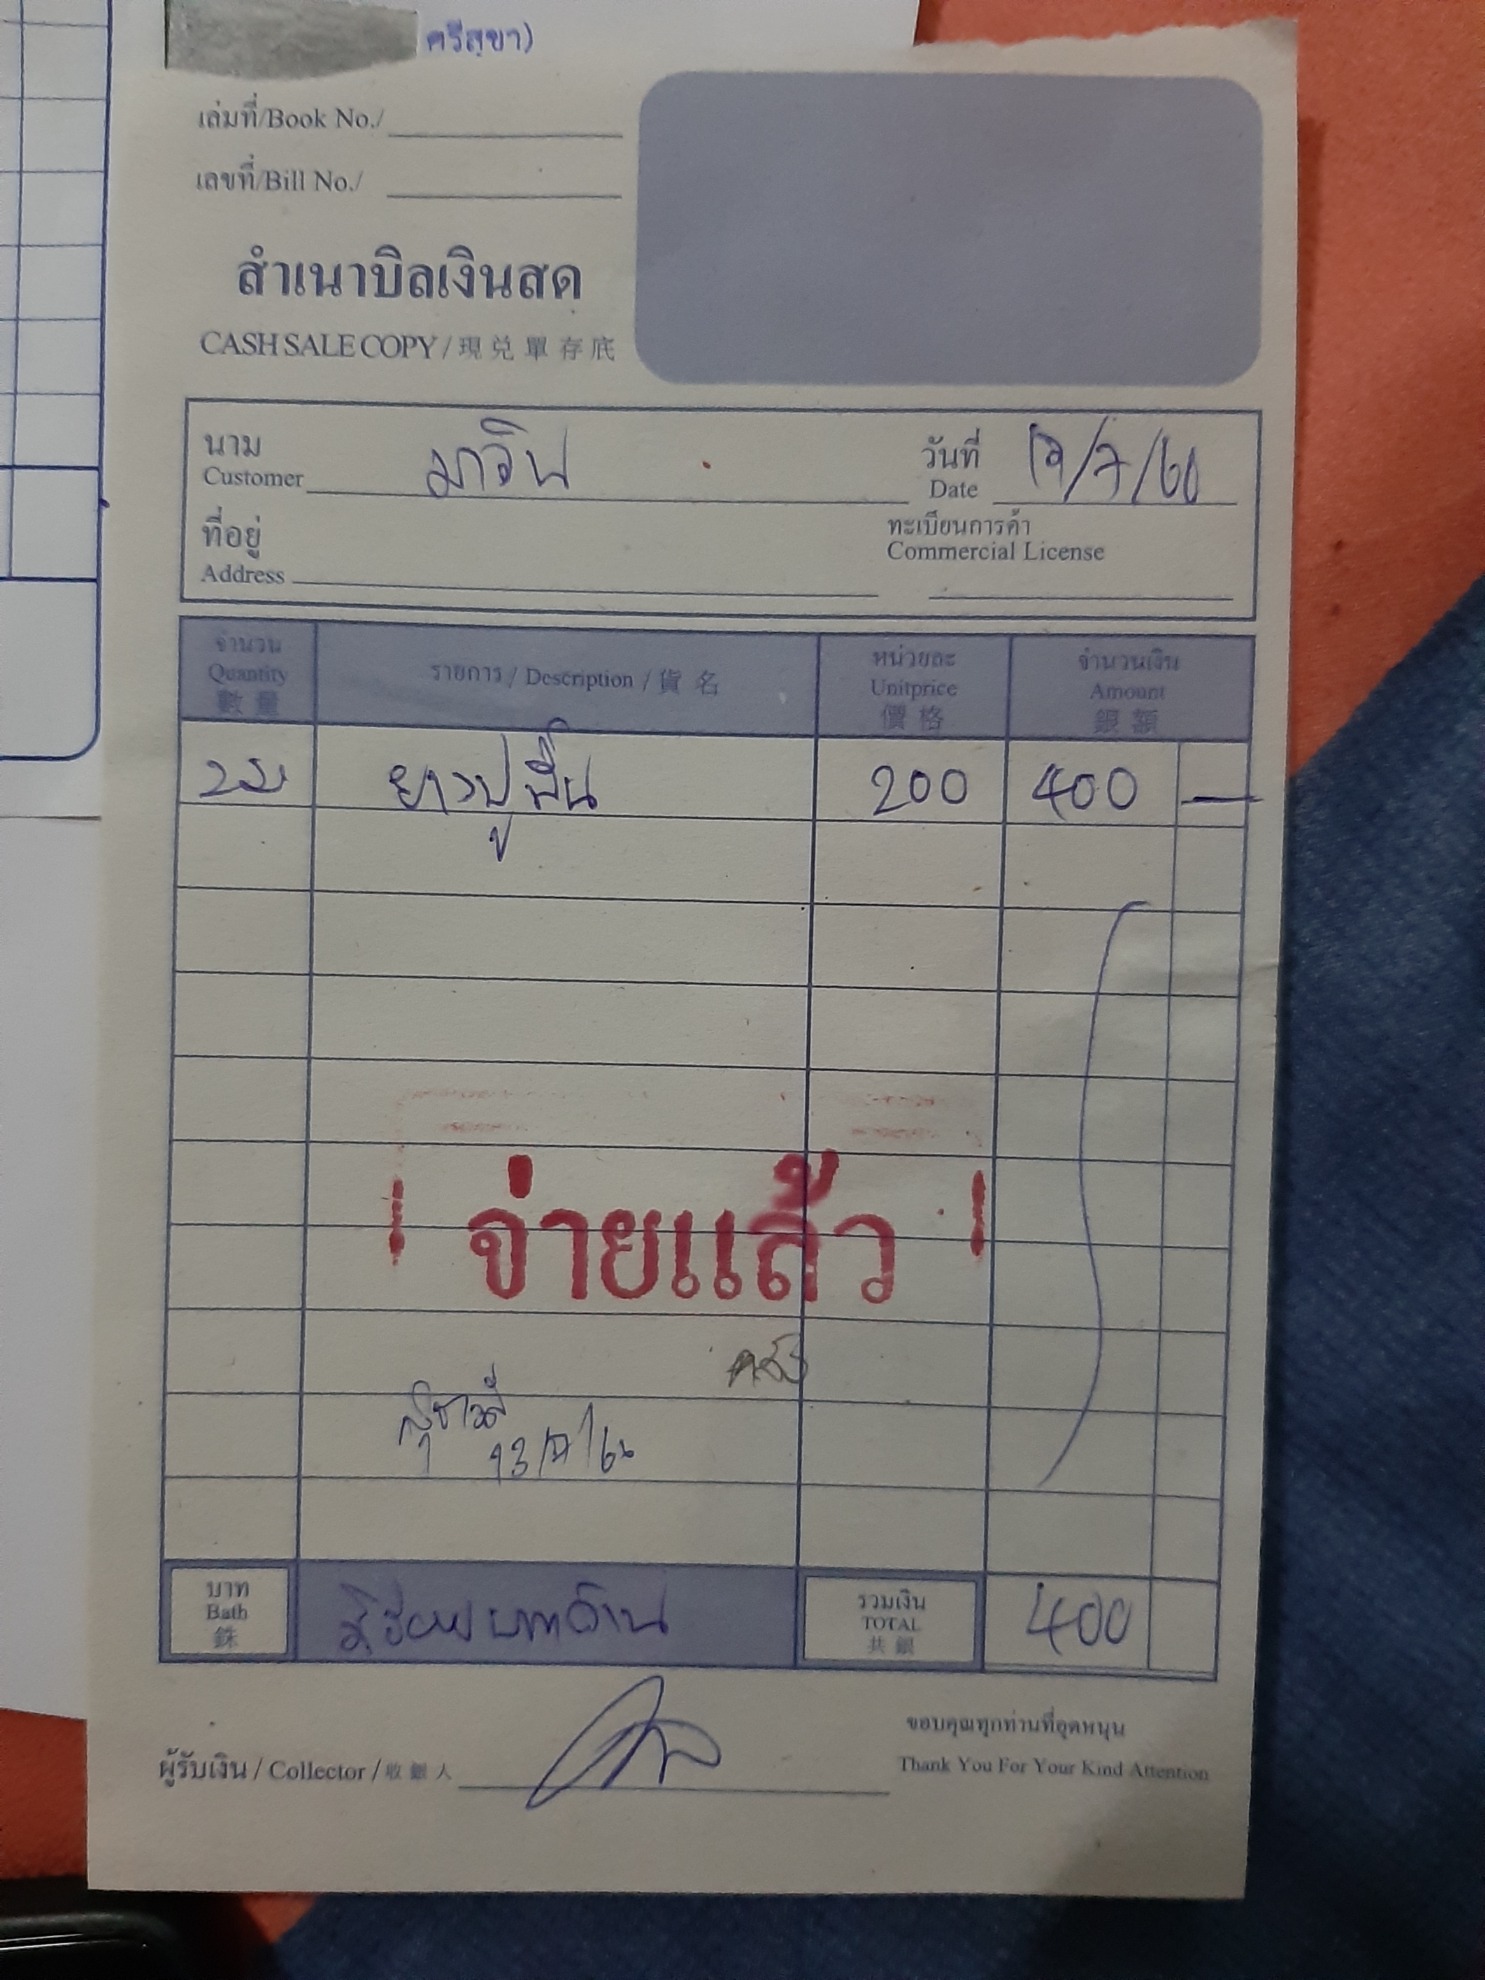 ศรีสุขา)
เล่มที่/Book No./
เลขที่/Bill No./
สำเนาบิลเงินสด
CASH SALE COPY / 現兑單存底
นาม
Customer
มาวิน
วันที่
Date
ที่อยู่
Address
ทะเบียนการค้า
Commercial License
จำนวน
Quantity
數量
รายการ / Description / 貨名
หน่วยละ
Unitprice
價格
จำนวนเงิน
Amount
銀額
ยางปูพื้น 200 400 —
จ่ายแล้ว
บาท
Bath
銖
รวมเงิน
TOTAL
共銀
400
ผู้รับเงิน / Collector / 收銀人
ขอบคุณทุกท่านที่อุดหนุน
Thank You For Your Kind Attention